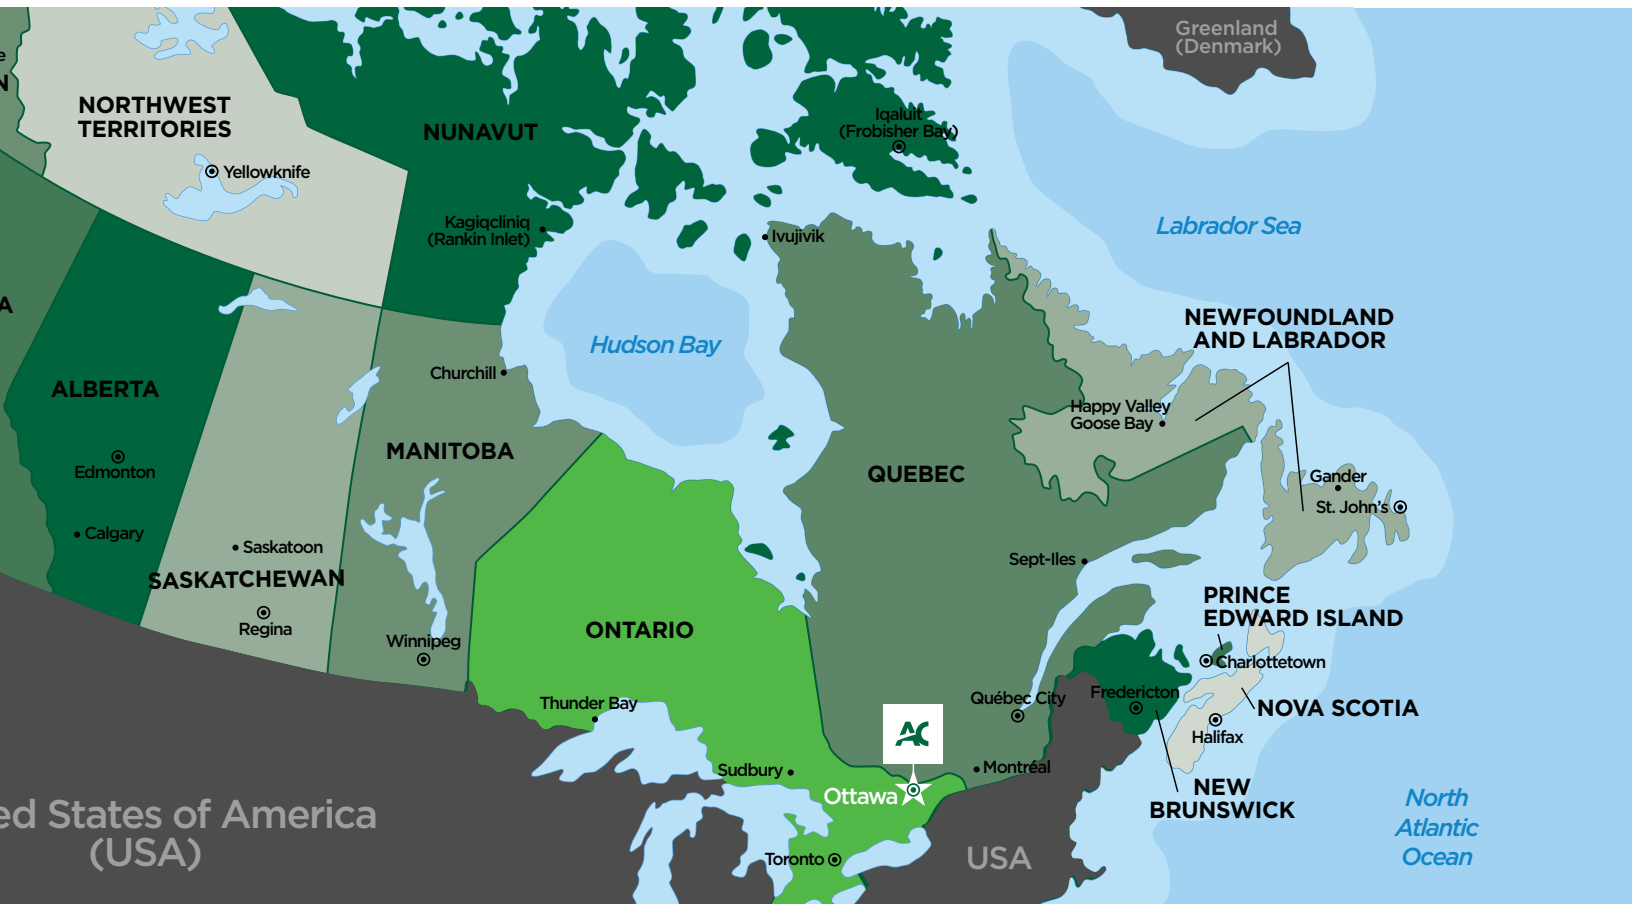 Greenland
(Denmark)
e
N
NORTHWEST
TERRITORIES
NUNAVUT
Iqaluit
(Frobisher Bay)
Yellowknife
Kagiqcliniq
(Rankin Inlet)
Ivujivik
Labrador Sea
A
NEWFOUNDLAND
AND LABRADOR
Hudson Bay
Churchill
ALBERTA
Happy Valley
Goose Bay
MANITOBA
Edmonton
QUEBEC
Gander
St. John's
Calgary
Saskatoon
Sept-Iles
SASKATCHEWAN
PRINCE
EDWARD ISLAND
Regina
ONTARIO
Winnipeg
Charlottetown
Thunder Bay
Québec City
Fredericton
NOVA SCOTIA
AC
Halifax
Sudbury
Montréal
NEW
BRUNSWICK
Ottawa
North
Atlantic
Ocean
ed States of America
(USA)
Toronto
USA